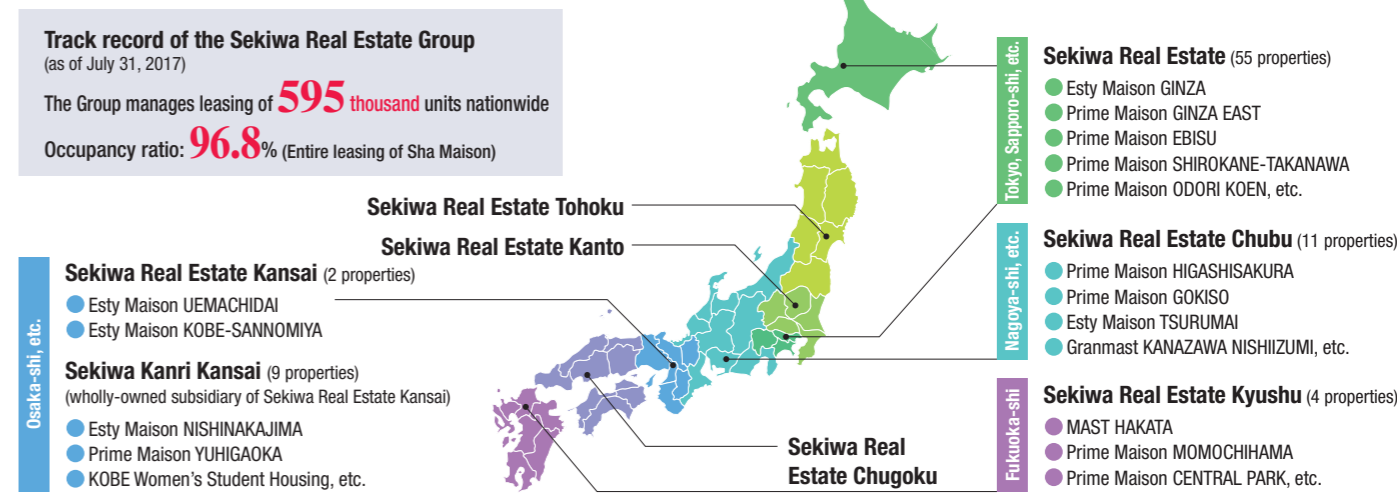 Track record of the Sekiwa Real Estate Group
(as of July 31, 2017)
The Group manages leasing of 595 thousand units nationwide
Occupancy ratio: 96.8% (Entire leasing of Sha Maison)
Sekiwa Real Estate Tohoku
Sekiwa Real Estate Kanto
Osaka-shi, etc.
Sekiwa Real Estate Kansai (2 properties)
Esty Maison UEMACHIDAI
Esty Maison KOBE-SANNOMIYA
Sekiwa Kanri Kansai (9 properties)
(wholly-owned subsidiary of Sekiwa Real Estate Kansai)
Esty Maison NISHINAKAJIMA
Prime Maison YUHIGAOKA
KOBE Women's Student Housing, etc.
Sekiwa Real
Estate Chugoku
Tokyo, Sapporo-shi, etc.
Sekiwa Real Estate (55 properties)
Esty Maison GINZA
Prime Maison GINZA EAST
Prime Maison EBISU
Prime Maison SHIROKANE-TAKANAWA
Prime Maison ODORI KOEN, etc.
Nagoya-shi, etc.
Sekiwa Real Estate Chubu (11 properties)
Prime Maison HIGASHISAKURA
Prime Maison GOKISO
Esty Maison TSURUMAI
Granmast KANAZAWA NISHIIZUMI, etc.
Fukuoka-shi
Sekiwa Real Estate Kyushu (4 properties)
MAST HAKATA
Prime Maison MOMOCHIHAMA
Prime Maison CENTRAL PARK, etc.